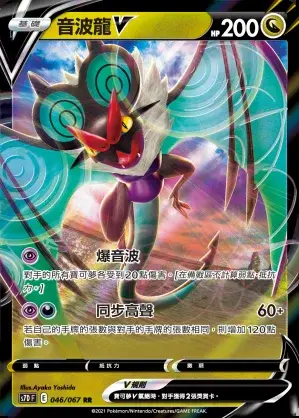 基礎 音波龍V HP200
爆音波
對手的所有寶可夢各受到20點傷害。[在備戰區不計算弱點・抵抗
力。]
同步高聲 60+
若自己的手牌的張數與對手的手牌的張數相同,則增加120點
傷害。
弱點 抵抗力 撤退
V規則
Illus.Ayako Yoshida
s7D F E 046/067 RR
寶可夢V氣絕時,對手獲得2張獎賞卡。
©2021 Pokémon/Nintendo/Creatures/GAME FREAK.